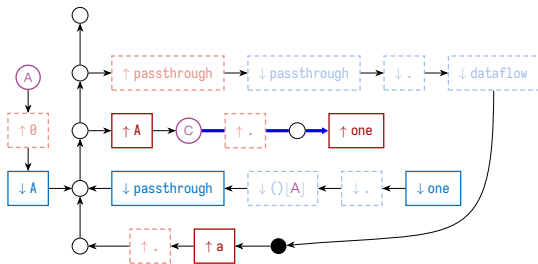 ↑passthrough ↓passthrough ↓. ↓dataflow
A
↑0 ↑A C ↑. ↑one
↓A ↓passthrough ↓()[A] ↓. ↓one
↑. ↑a